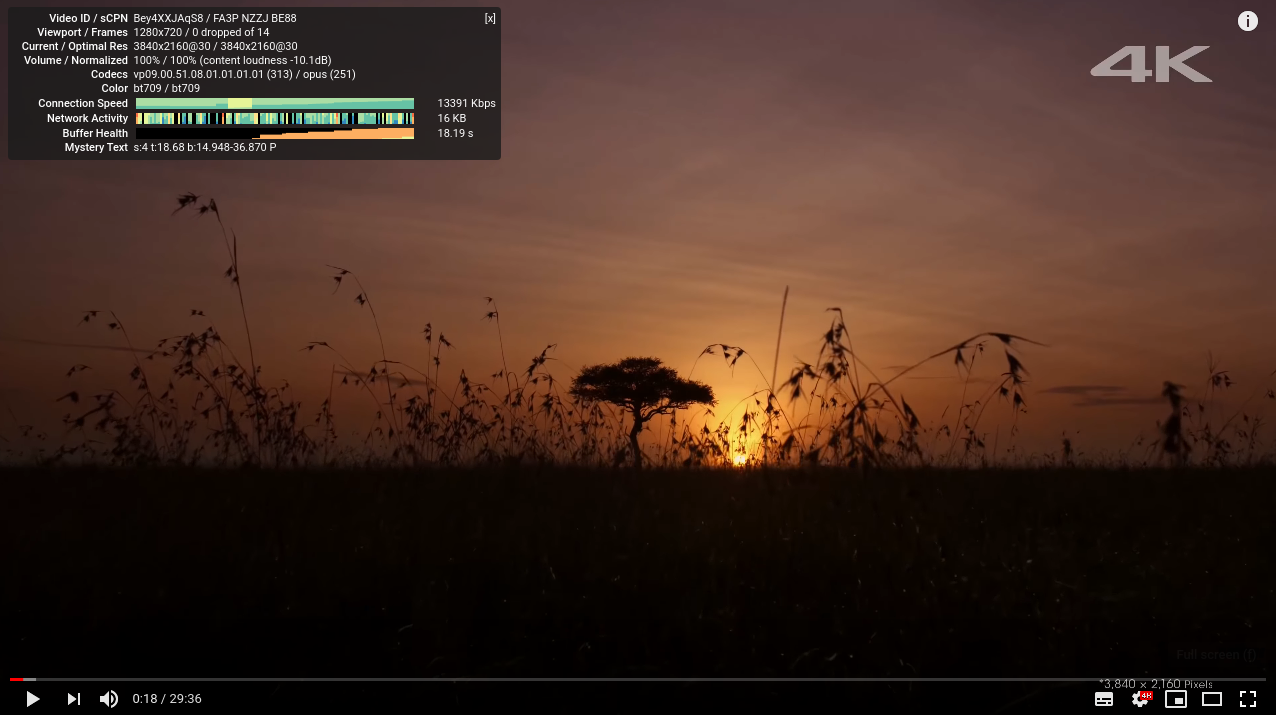 Video ID / sCPN Bey4XXJAqS8 / FA3P NZZJ BE88 [x]
Viewport / Frames 1280x720 / 0 dropped of 14
Current / Optimal Res 3840x2160@30 / 3840x2160@30
Volume / Normalized 100% / 100% (content loudness -10.1dB)
Codecs vp09.00.51.08.01.01.01.01 (313) / opus (251)
Color bt709 / bt709
Connection Speed 13391 Kbps
Network Activity 16 KB
Buffer Health 18.19 s
Mystery Text s:4 t:18.68 b:14.948-36.870 P
i
4K
Full screen (f)
*3,840 × 2,160 Pixels
0:18 / 29:36
4K